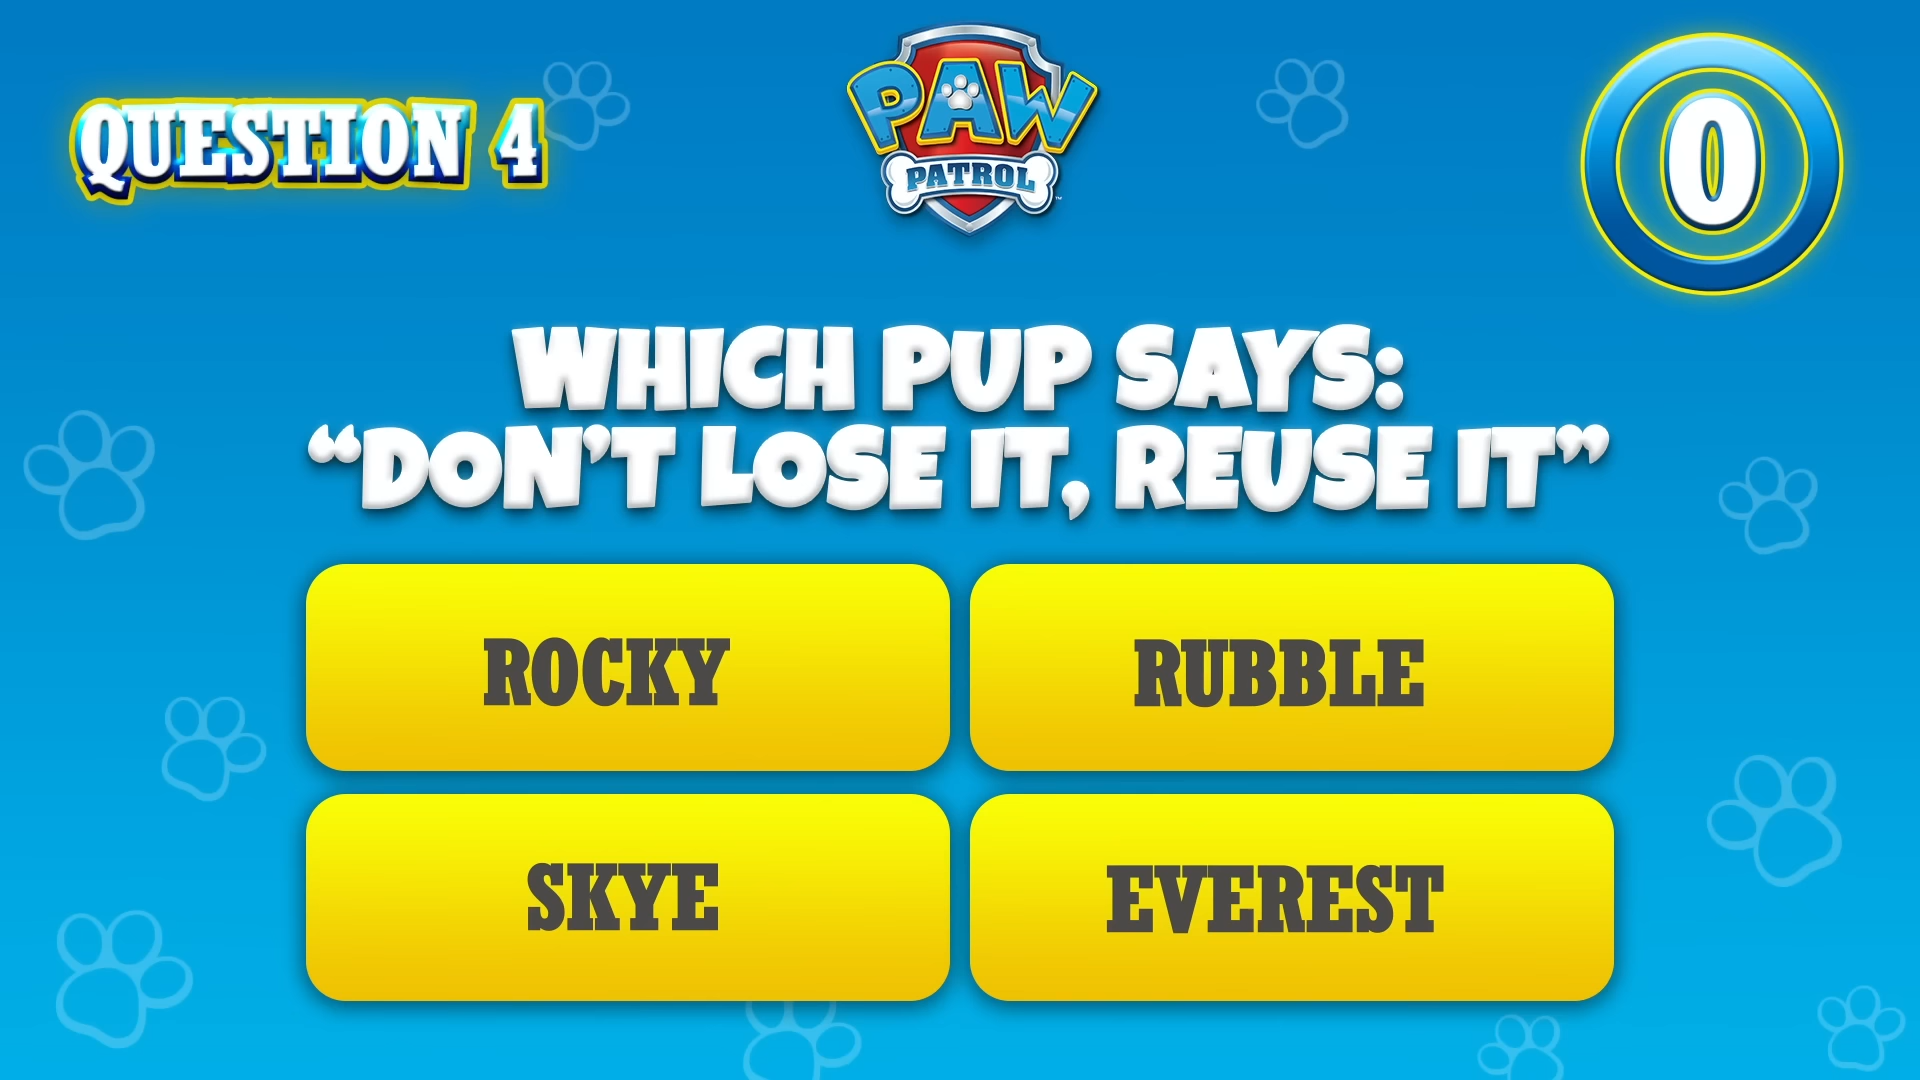 QUESTION 4
PAW
PATROL
0
WHICH PUP SAYS:
“DON’T LOSE IT, REUSE IT”
ROCKY
RUBBLE
SKYE
EVEREST